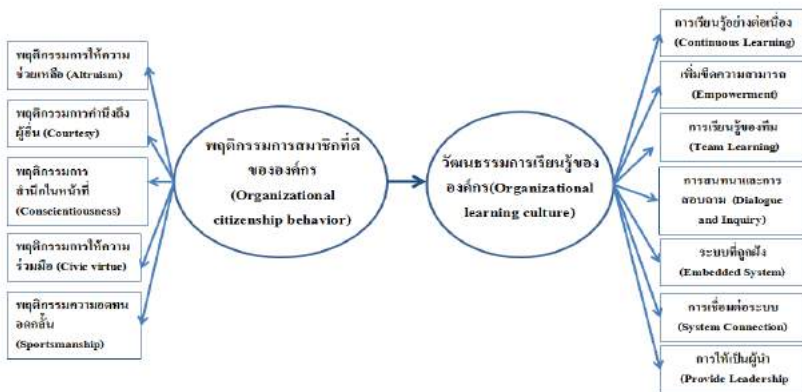 พฤติกรรมการให้ความ
ช่วยเหลือ (Altruism)
พฤติกรรมการคำนึงถึง
ผู้อื่น (Courtesy)
พฤติกรรมการ
สำนึกในหน้าที่
(Conscientiousness)
พฤติกรรมการให้ความ
ร่วมมือ (Civic virtue)
พฤติกรรมความอดทน
อดกลั้น
(Sportsmanship)
พฤติกรรมการสมาชิกที่ดี
ขององค์กร
(Organizational
citizenship behavior)
วัฒนธรรมการเรียนรู้ของ
องค์กร(Organizational
learning culture)
การเรียนรู้อย่างต่อเนื่อง
(Continuous Learning)
เพิ่มขีดความสามารถ
(Empowerment)
การเรียนรู้ของทีม
(Team Learning)
การสนทนาและการ
สอบถาม (Dialogue
and Inquiry)
ระบบที่ถูกฝัง
(Embedded System)
การเชื่อมต่อระบบ
(System Connection)
การให้เป็นผู้นำ
(Provide Leadership